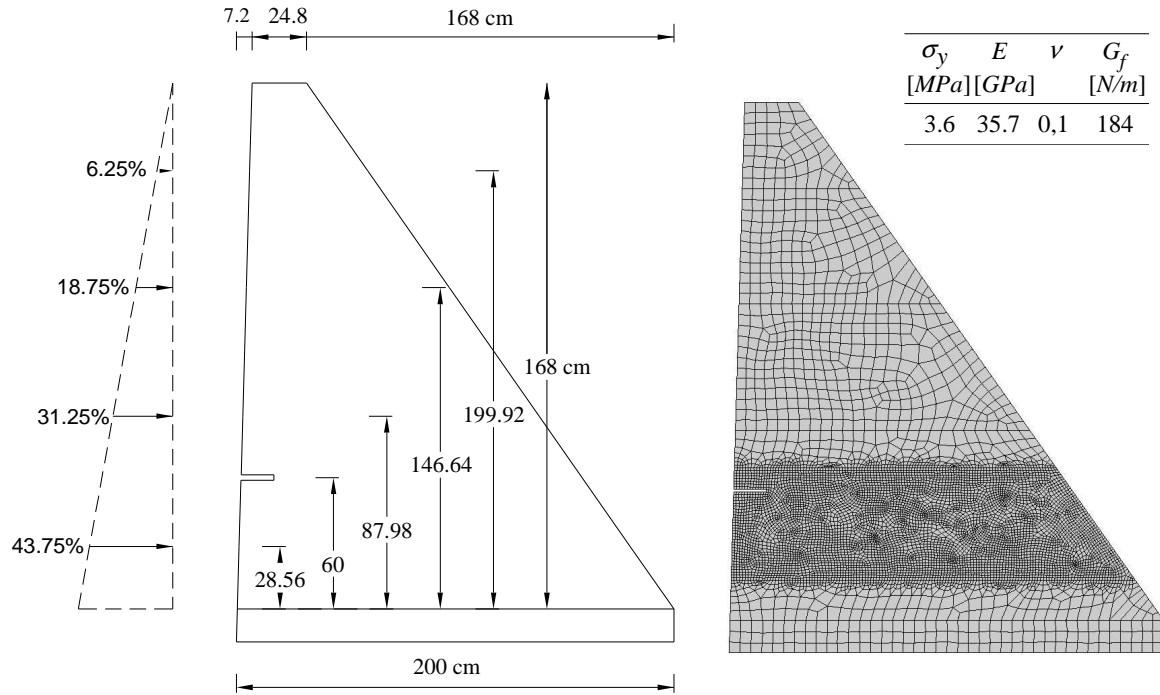 7.2 24.8 168 cm
σy E ν Gf
[MPa] [GPa] [N/m]
3.6 35.7 0,1 184
6.25%
18.75%
168 cm
199.92
31.25%
146.64
87.98
43.75%
60
28.56
200 cm